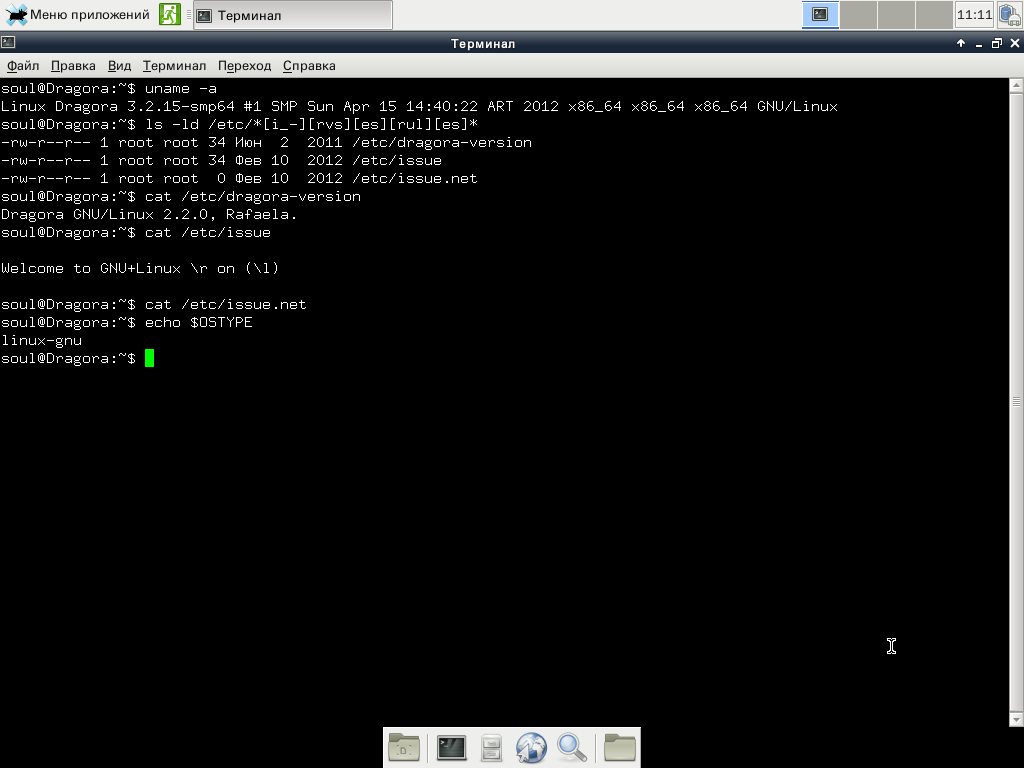 Меню приложений
Терминал
11:11
Терминал
Файл Правка Вид Терминал Переход Справка
soul@Dragora:~$ uname -a
Linux Dragora 3.2.15-smp64 #1 SMP Sun Apr 15 14:40:22 ART 2012 x86_64 x86_64 x86_64 GNU/Linux
soul@Dragora:~$ ls -ld /etc/*[i_-][rvs][es][rul][es]*
-rw-r--r-- 1 root root 34 Июн  2  2011 /etc/dragora-version
-rw-r--r-- 1 root root 34 Фев 10  2012 /etc/issue
-rw-r--r-- 1 root root  0 Фев 10  2012 /etc/issue.net
soul@Dragora:~$ cat /etc/dragora-version
Dragora GNU/Linux 2.2.0, Rafaela.
soul@Dragora:~$ cat /etc/issue
Welcome to GNU+Linux \r on (\l)
soul@Dragora:~$ cat /etc/issue.net
soul@Dragora:~$ echo $OSTYPE
linux-gnu
soul@Dragora:~$